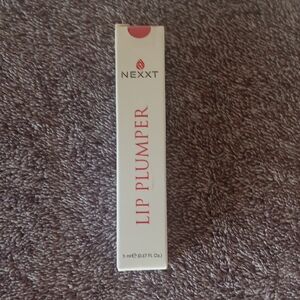 NEXXT
LIP PLUMPER
5 ml℮ (0.17 fl. Oz.)